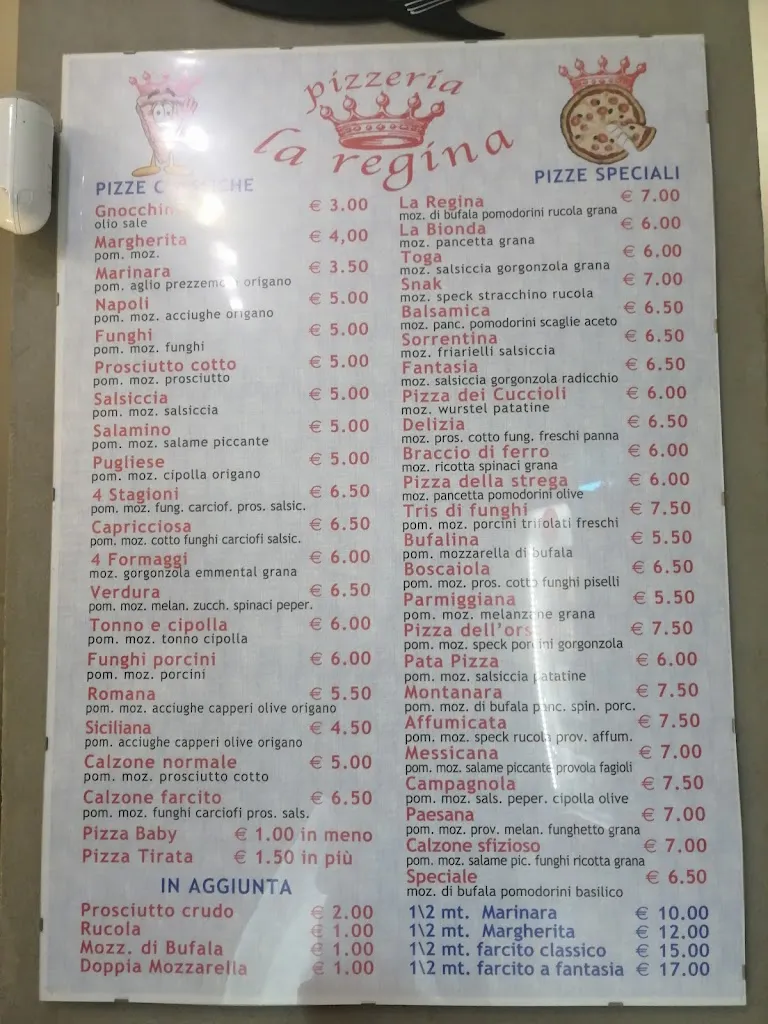 pizzeria
la regina
PIZZE
€ 3.00
olio sale
Margherita € 4,00
pom. moz.
Marinara € 3.50
pom. aglio origano
Napoli € 5.00
pom. moz. acciughe origano
Funghi € 5.00
pom. moz. funghi
Prosciutto cotto € 5.00
pom. moz. prosciutto
Salsiccia € 5.00
pom. moz. salsiccia
Salamino € 5.00
pom. moz. salame piccante
Pugliese € 5.00
pom. moz. cipolla origano
4 Stagioni € 6.50
pom. moz. fung. carciof. pros. salsic.
Capricciosa € 6.50
pom. moz. cotto funghi carciofi salsic.
4 Formaggi € 6.00
moz. gorgonzola emmental grana
Verdura € 6.50
pom. moz. melan. zucch. spinaci peper.
Tonno e cipolla € 6.00
pom. moz. tonno cipolla
Funghi porcini € 6.00
pom. moz. porcini
Romana € 5.50
pom. moz. acciughe capperi olive origano
Siciliana € 4.50
pom. acciughe capperi olive origano
Calzone normale € 5.00
pom. moz. prosciutto cotto
Calzone farcito € 6.50
pom. moz. funghi carciofi pros. sals.
Pizza Baby € 1.00 in meno
Pizza Tirata € 1.50 in più
IN AGGIUNTA
Prosciutto crudo € 2.00
Rucola € 1.00
Mozz. di Bufala € 1.00
Doppia Mozzarella € 1.00
PIZZE SPECIALI
La Regina € 7.00
moz. di bufala pomodorini rucola grana
La Bionda € 6.00
moz. pancetta grana
Toga € 6.00
moz. salsiccia gorgonzola grana
Snak € 7.00
moz. speck stracchino rucola
Balsamica € 6.50
moz. panc. pomodorini scaglie aceto
Sorrentina € 6.50
moz. friarielli salsiccia
Fantasia € 6.50
moz. salsiccia gorgonzola radicchio
Pizza dei Cuccioli € 6.00
moz. wurstel patatine
Delizia € 6.50
moz. pros. cotto fung. freschi panna
Braccio di ferro € 6.00
moz. ricotta spinaci grana
Pizza della strega € 6.00
moz. pancetta pomodorini olive
Tris di funghi € 7.50
pom. moz. porcini trifolati freschi
Bufalina € 5.50
pom. mozzarella di bufala
Boscaiola € 6.50
pom. moz. pros. cotto funghi piselli
Parmiggiana € 5.50
pom. moz. melanzane grana
Pizza dell'orso € 7.50
pom. moz. speck porcini gorgonzola
Pata Pizza € 6.00
pom. moz. salsiccia patatine
Montanara € 7.50
pom. moz. di bufala panc. spin. porc.
Affumicata € 7.50
pom. moz. speck rucola prov. affum.
Messicana € 7.00
pom. moz. salame piccante provola fagioli
Campagnola € 7.50
pom. moz. sals. peper. cipolla olive
Paesana € 7.00
pom. moz. prov. melan. funghetto grana
Calzone sfizioso € 7.00
pom. moz. salame pic. funghi ricotta grana
Speciale € 6.50
moz. di bufala pomodorini basilico
1\2 mt. Marinara € 10.00
1\2 mt. Margherita € 12.00
1\2 mt. farcito classico € 15.00
1\2 mt. farcito a fantasia € 17.00